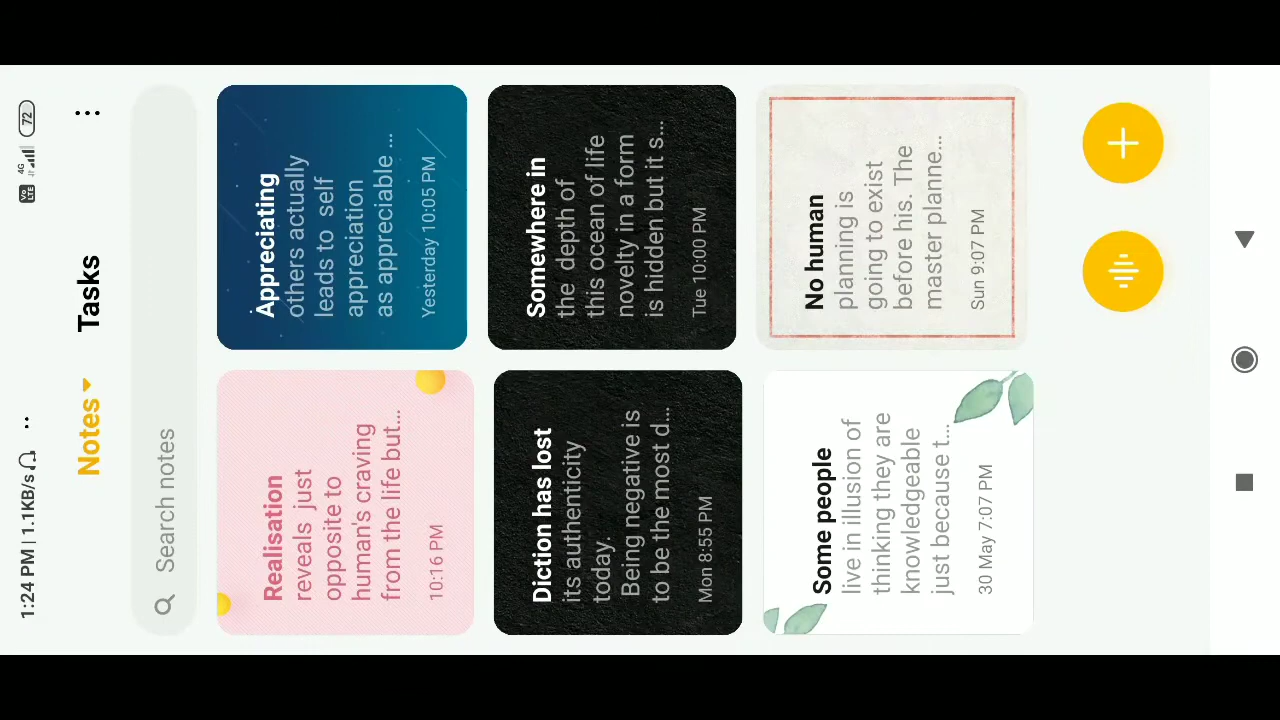 1:24 PM | 1.1KB/s
4G
VO LTE
72
Notes
Tasks
Search notes
Realisation
reveals just
opposite to
human's craving
from the life but...
10:16 PM
Appreciating
others actually
leads to self
appreciation
as appreciable ...
Yesterday 10:05 PM
Diction has lost
its authenticity
today.
Being negative is
to be the most d...
Mon 8:55 PM
Somewhere in
the depth of
this ocean of life
novelty in a form
is hidden but it s...
Tue 10:00 PM
Some people
live in illusion of
thinking they are
knowledgeable
just because t...
30 May 7:07 PM
No human
planning is
going to exist
before his. The
master planne...
Sun 9:07 PM